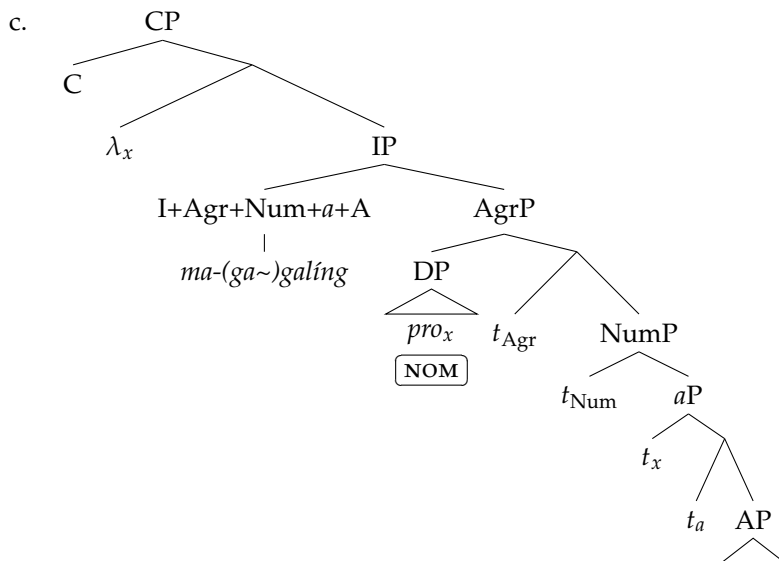 c.
CP
C
λx
IP
I+Agr+Num+a+A
AgrP
ma-(ga~)galíng
DP
prox
tAgr
NumP
NOM
tNum
aP
tx
ta
AP